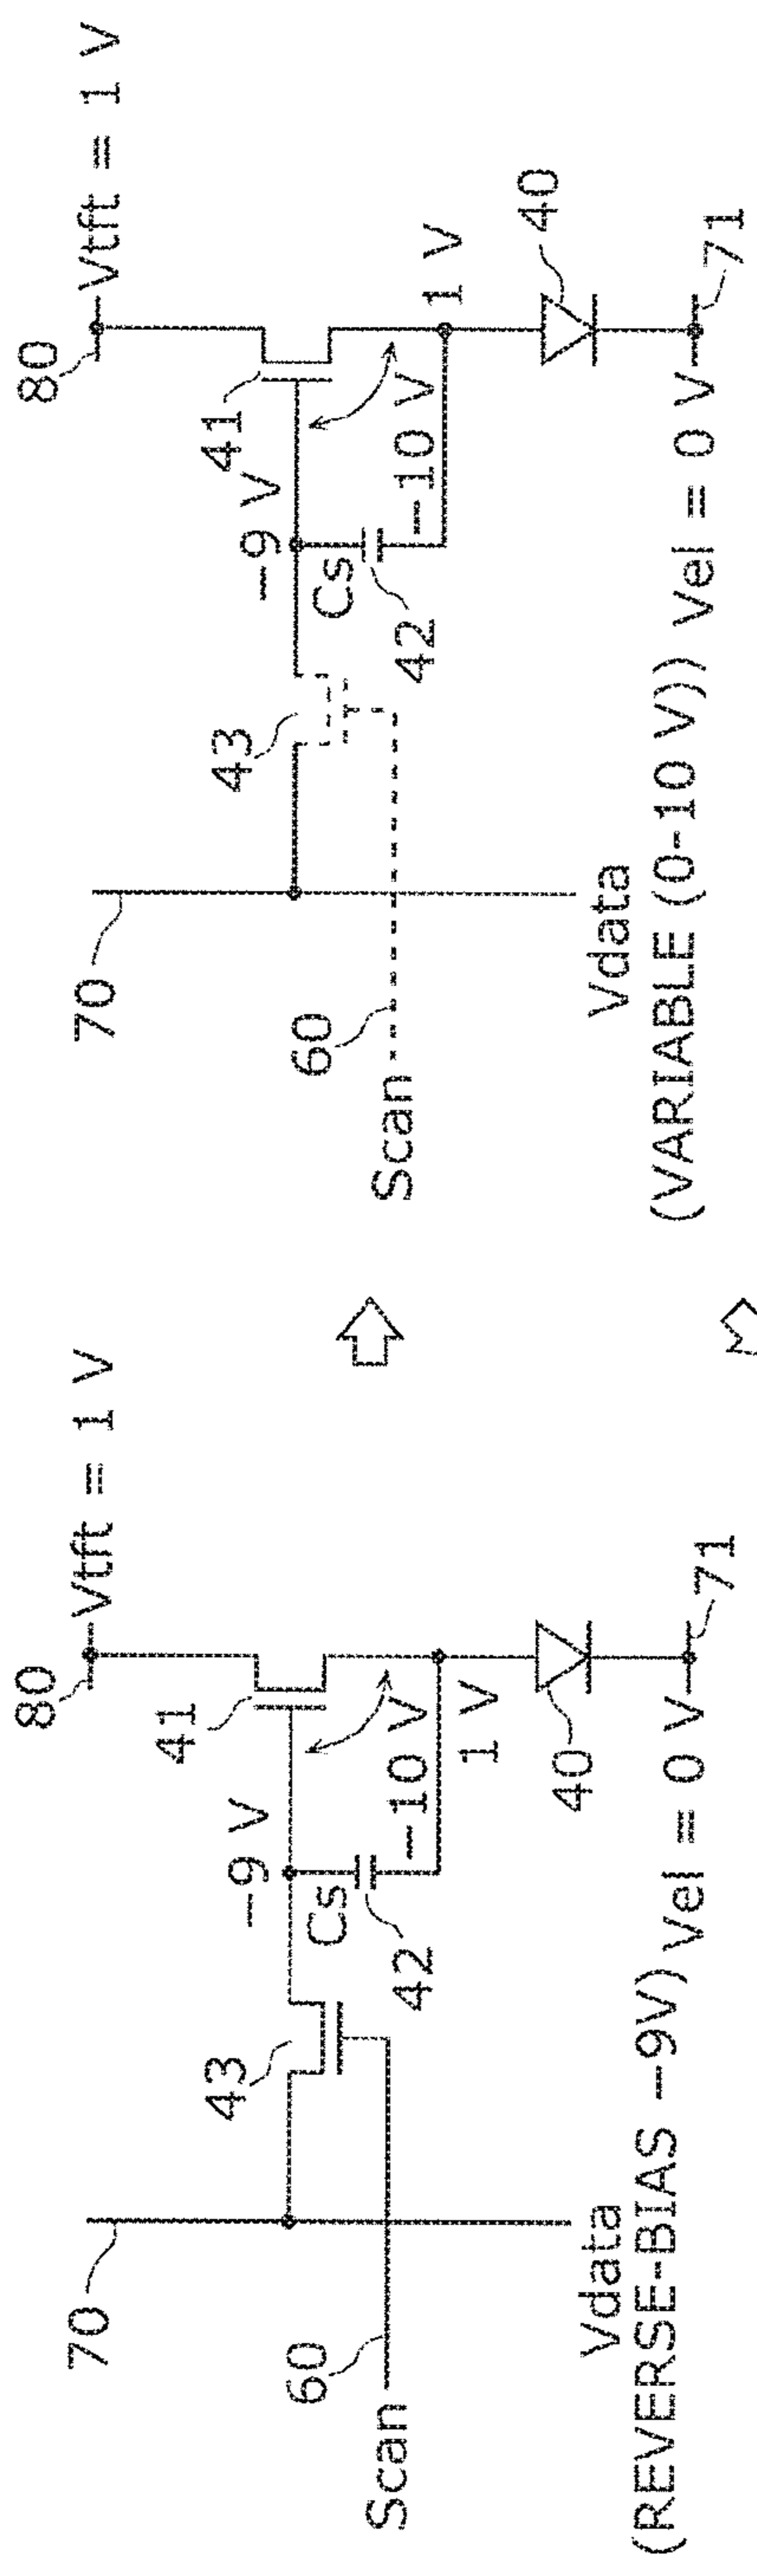 80
Vtft = 1 V
41
-9 V
43
Cs
-10 V
42
1 V
70
60
Scan
40
Vdata
(REVERSE-BIAS -9V)
Vel = 0 V
71
80
Vtft = 1 V
41
-9 V
43
Cs
-10 V
1 V
42
70
60
Scan
40
Vdata
(VARIABLE (0-10 V))
Vel = 0 V
71